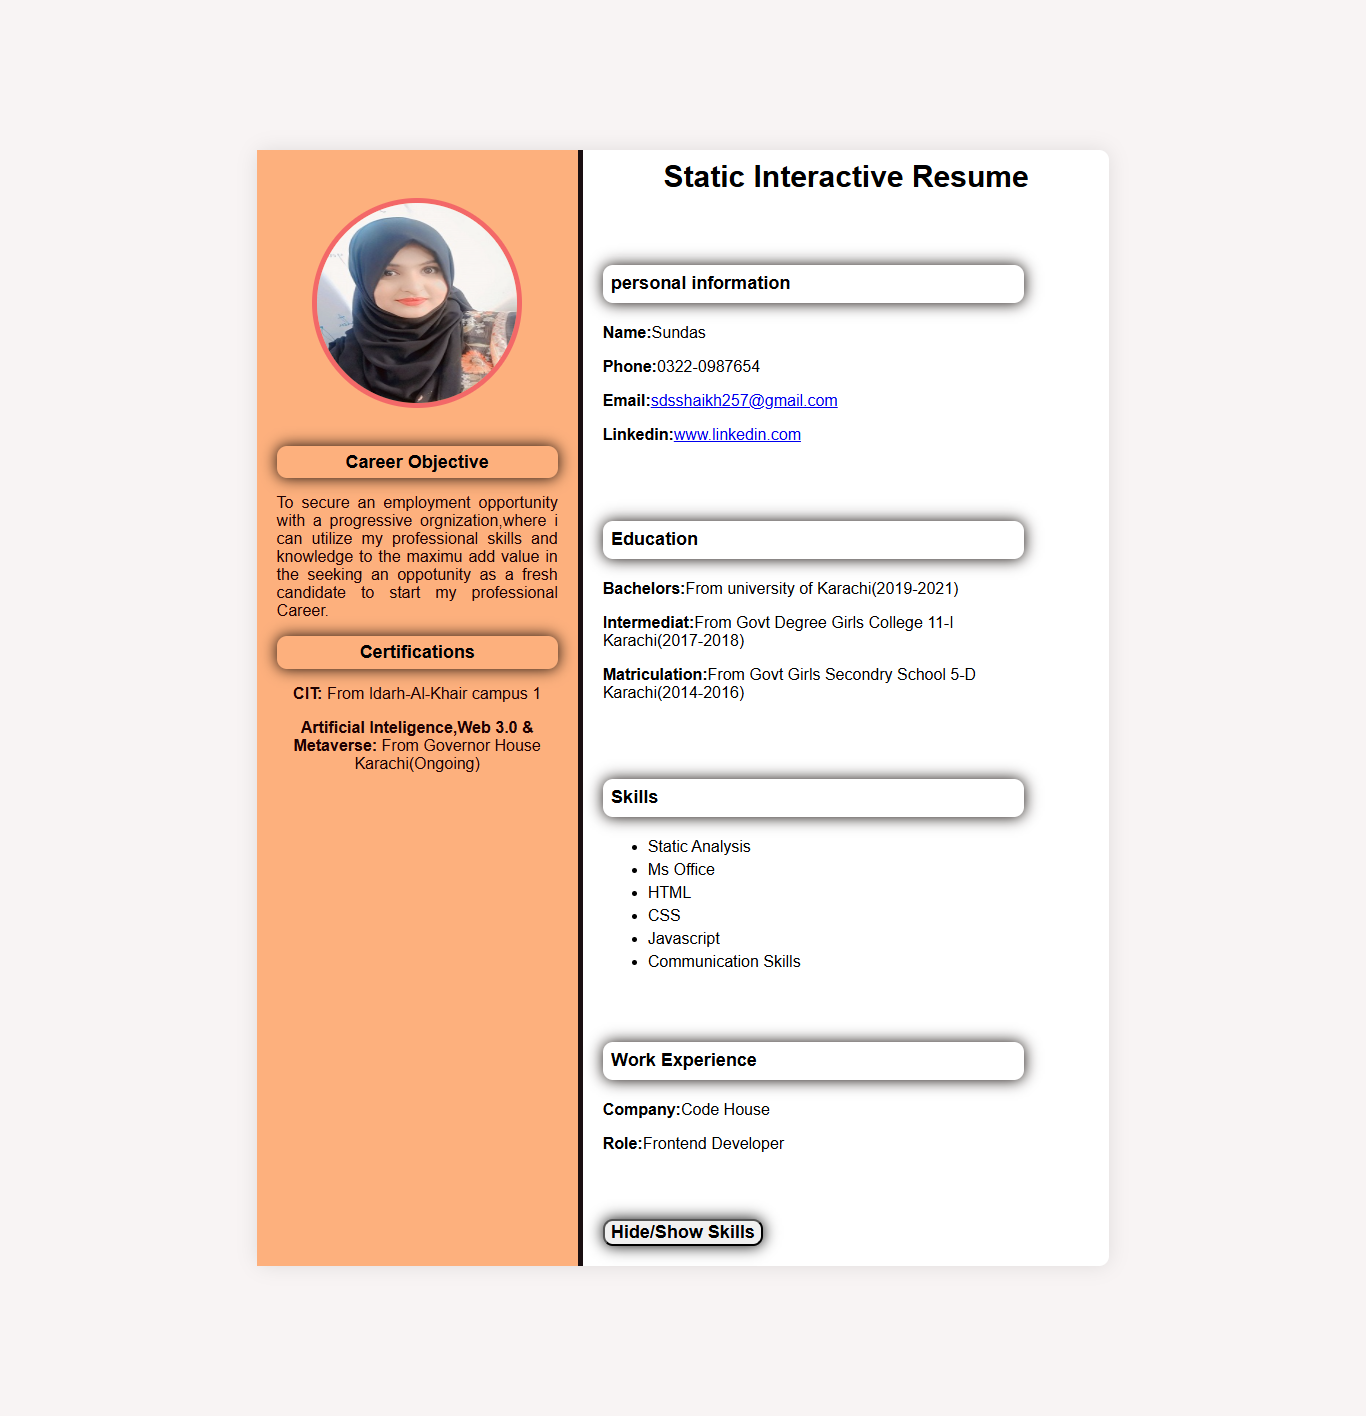 Static Interactive Resume
Career Objective
To secure an employment opportunity
with a progressive orgnization,where i
can utilize my professional skills and
knowledge to the maximu add value in
the seeking an oppotunity as a fresh
candidate to start my professional
Career.
Certifications
CIT: From Idarh-Al-Khair campus 1
Artificial Inteligence,Web 3.0 &
Metaverse: From Governor House
Karachi(Ongoing)
personal information
Name:Sundas
Phone:0322-0987654
Email:sdsshaikh257@gmail.com
Linkedin:www.linkedin.com
Education
Bachelors:From university of Karachi(2019-2021)
Intermediat:From Govt Degree Girls College 11-I
Karachi(2017-2018)
Matriculation:From Govt Girls Secondry School 5-D
Karachi(2014-2016)
Skills
• Static Analysis
• Ms Office
• HTML
• CSS
• Javascript
• Communication Skills
Work Experience
Company:Code House
Role:Frontend Developer
Hide/Show Skills